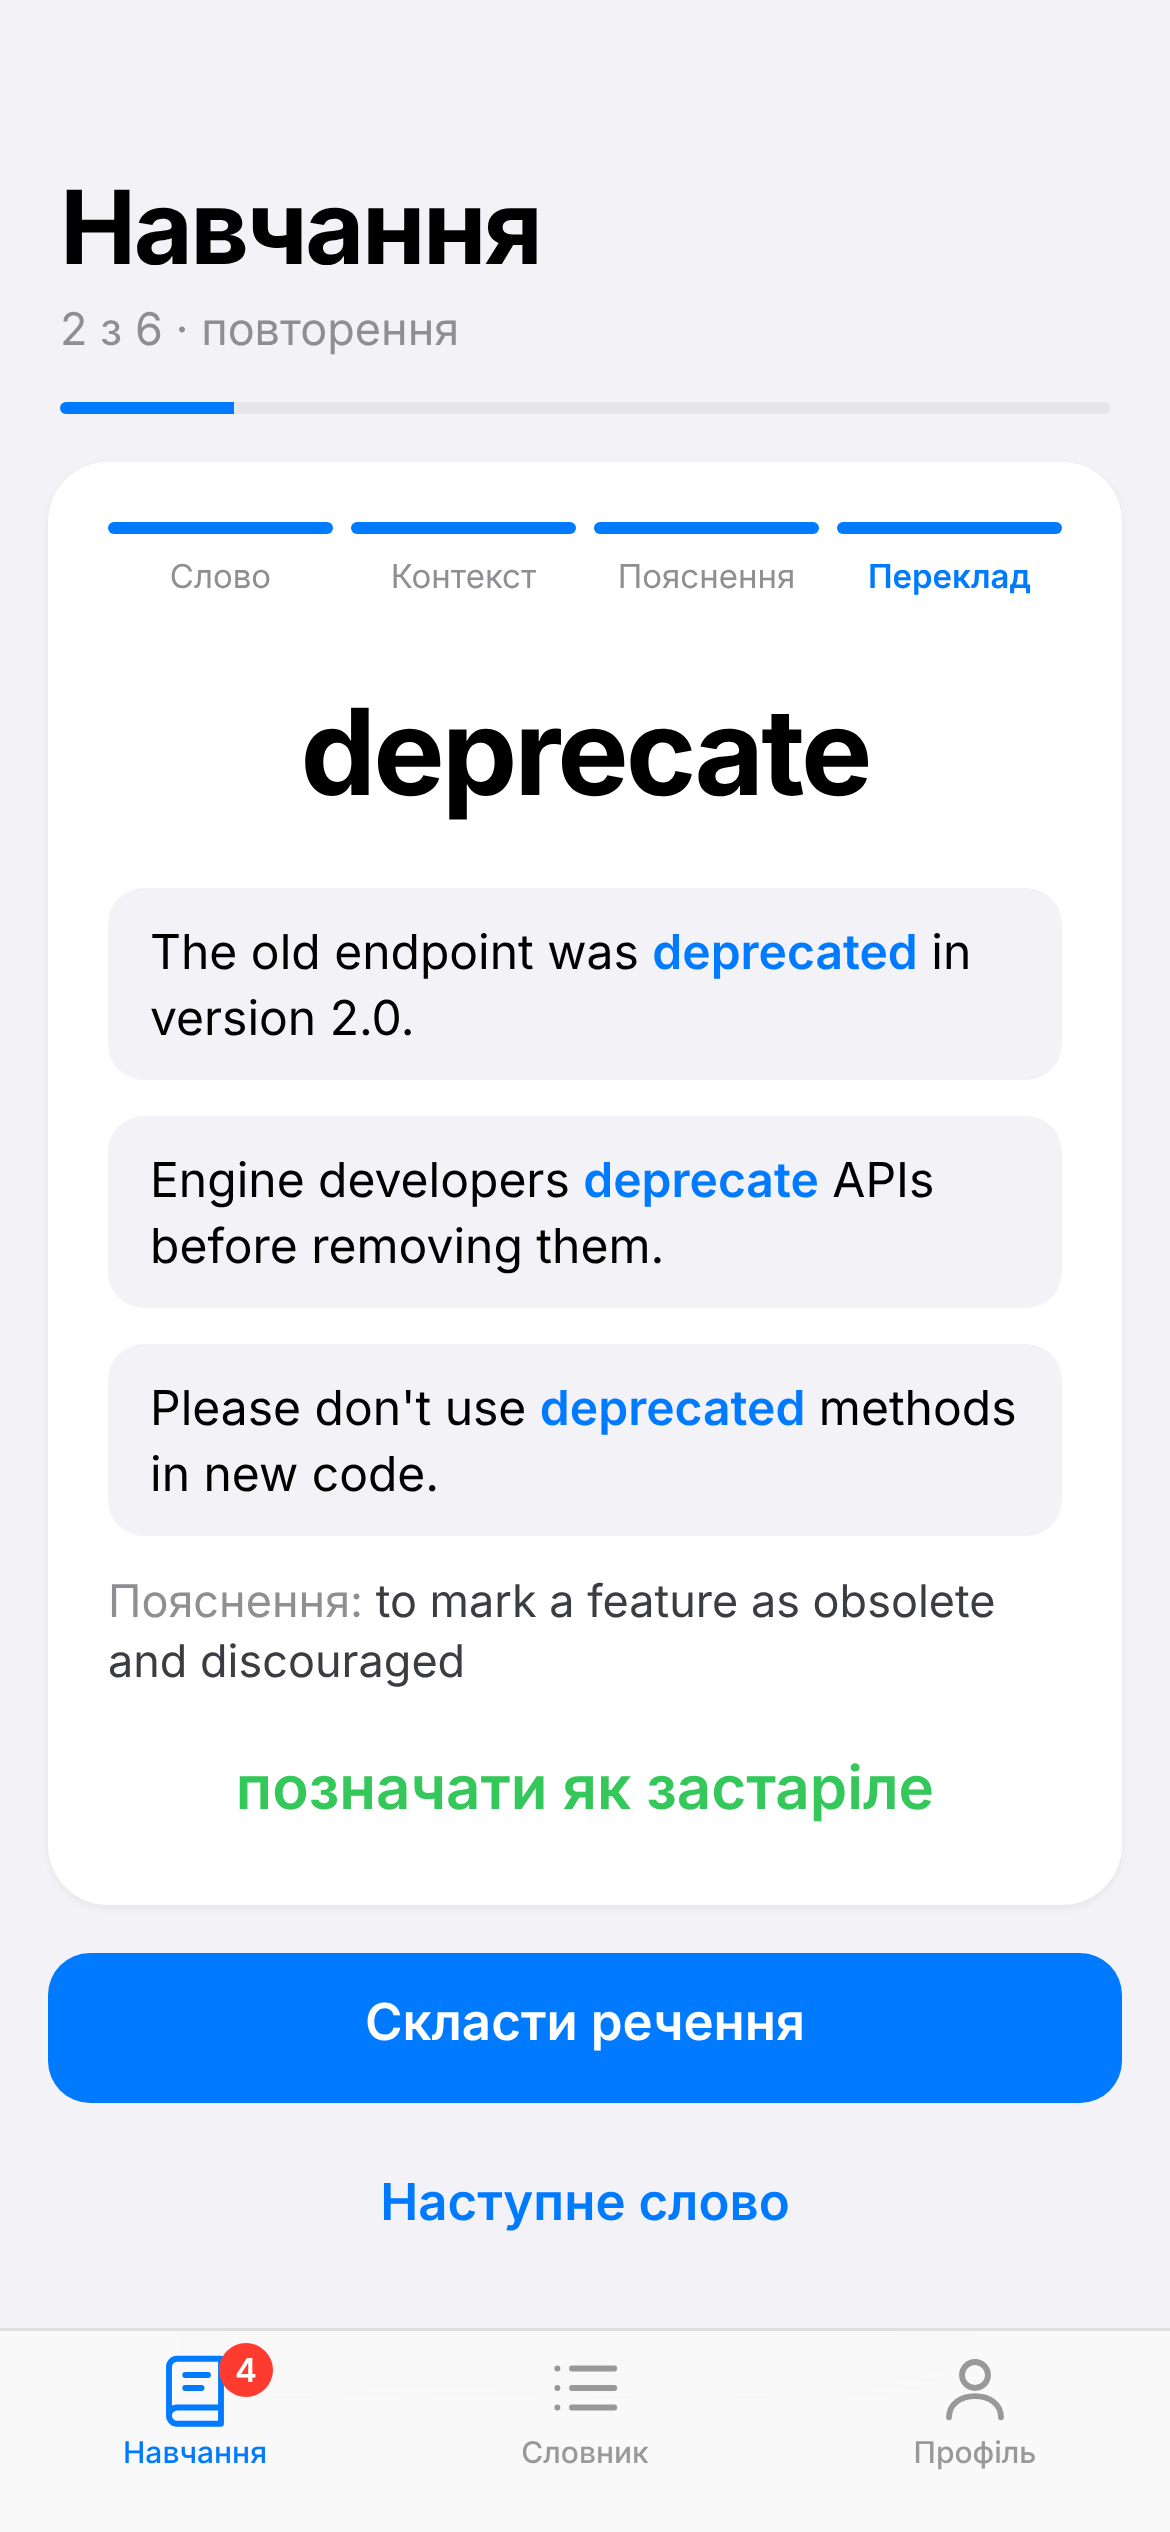 Навчання
2 з 6 · повторення
Слово
Контекст
Пояснення
Переклад
deprecate
The old endpoint was deprecated in
version 2.0.
Engine developers deprecate APIs
before removing them.
Please don't use deprecated methods
in new code.
Пояснення: to mark a feature as obsolete
and discouraged
позначати як застаріле
Скласти речення
Наступне слово
4
Навчання
Словник
Профіль